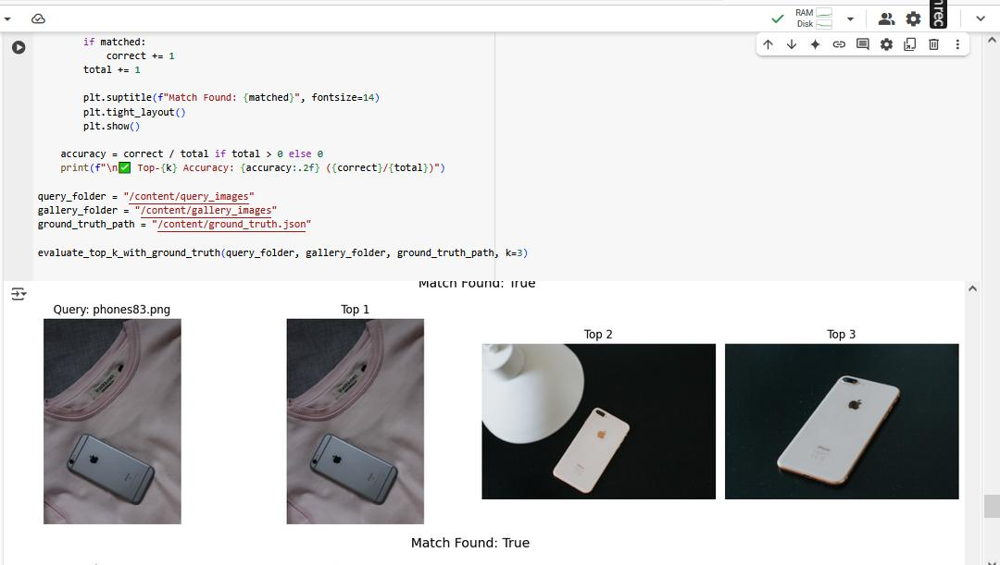 RAM
Disk
if matched:
correct += 1
total += 1
plt.suptitle(f"Match Found: {matched}", fontsize=14)
plt.tight_layout()
plt.show()
accuracy = correct / total if total > 0 else 0
print(f"\n✅ Top-{k} Accuracy: {accuracy:.2f} ({correct}/{total})")
query_folder = "/content/query_images"
gallery_folder = "/content/gallery_images"
ground_truth_path = "/content/ground_truth.json"
evaluate_top_k_with_ground_truth(query_folder, gallery_folder, ground_truth_path, k=3)
Match Found: True
Query: phones83.png
Top 1
Top 2
Top 3
Match Found: True